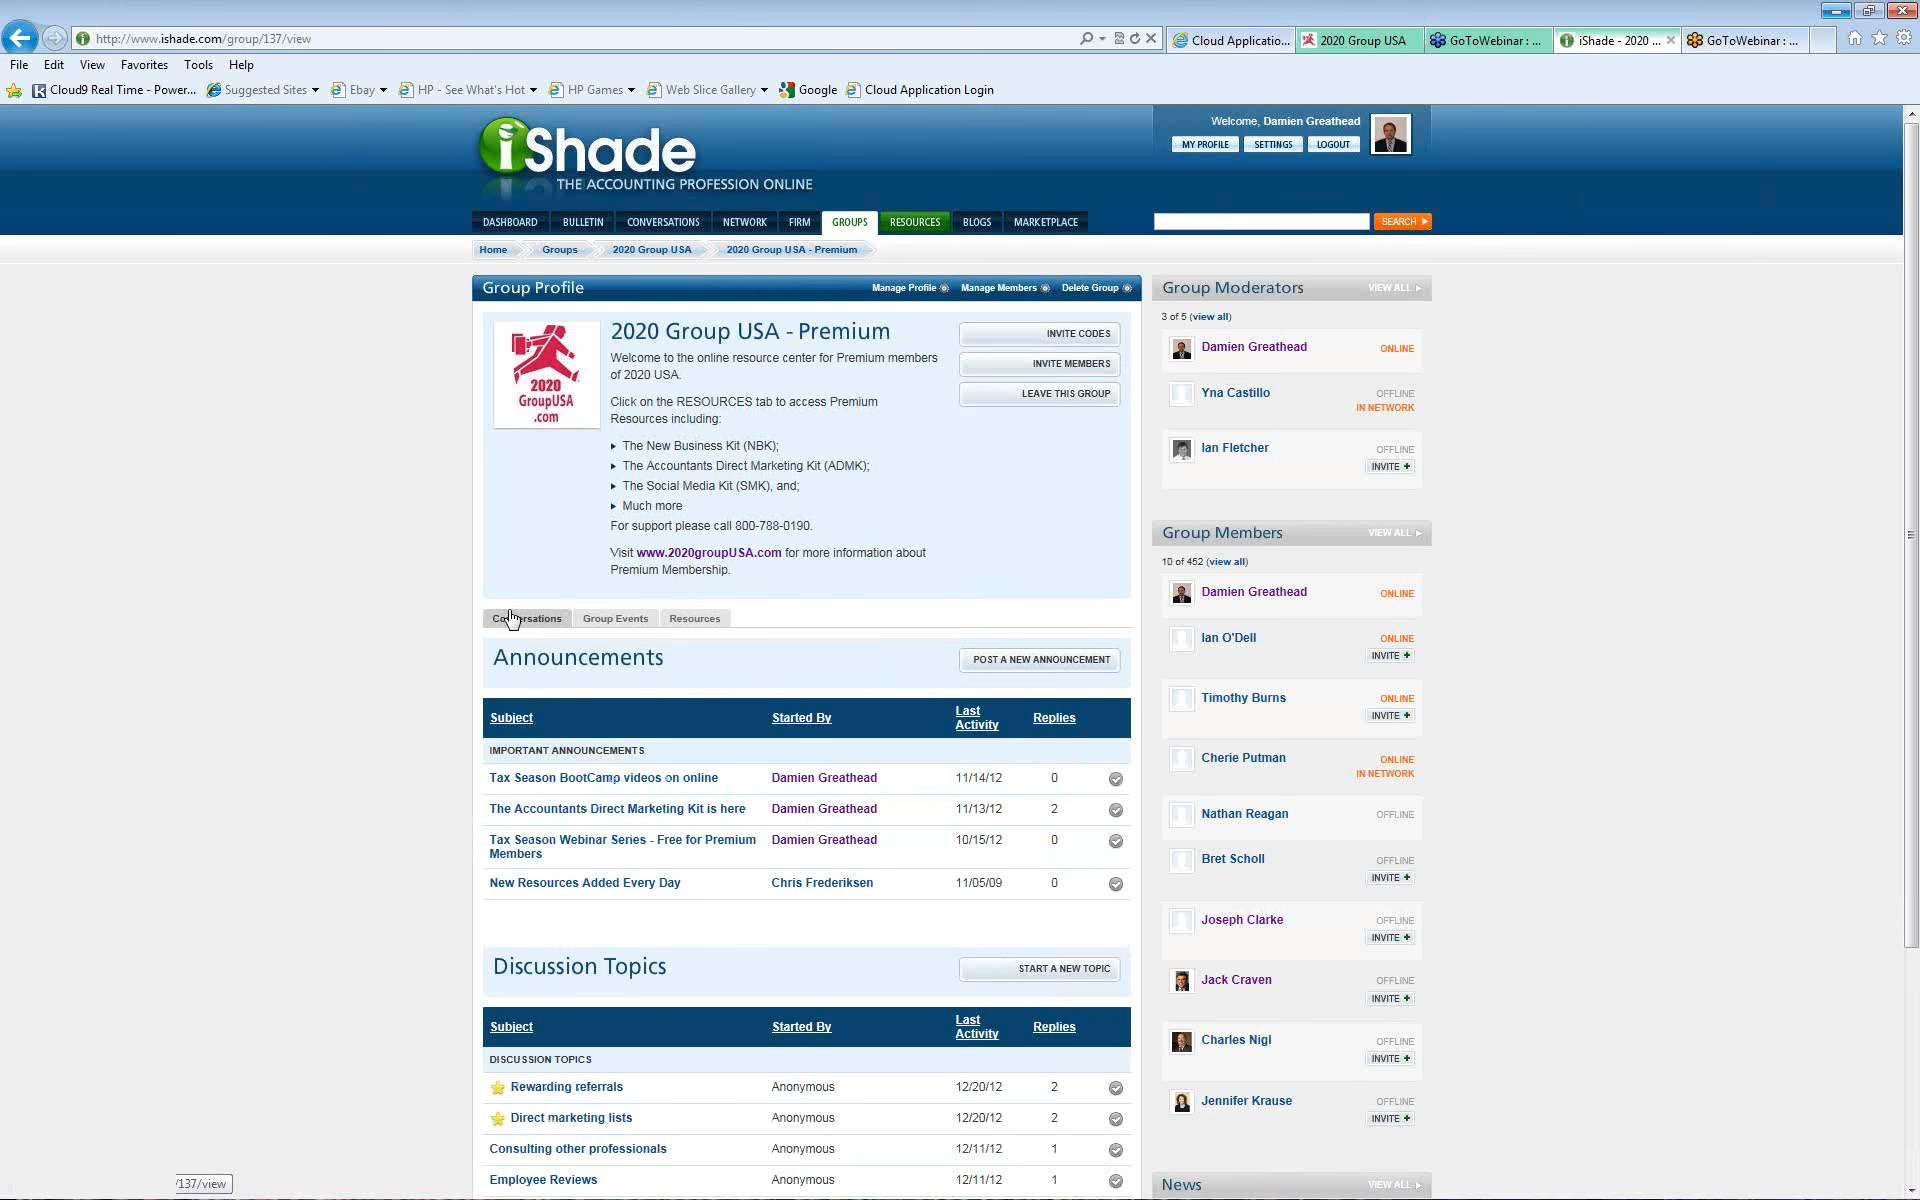 http://www.ishade.com/group/137/view
Cloud Applicatio...
2020 Group USA
GoToWebinar : ...
iShade - 2020 ...
GoToWebinar : ...
File Edit View Favorites Tools Help
Cloud9 Real Time - Power... Suggested Sites Ebay HP - See What's Hot HP Games Web Slice Gallery Google Cloud Application Login
iShade
THE ACCOUNTING PROFESSION ONLINE
Welcome, Damien Greathead
MY PROFILE SETTINGS LOGOUT
DASHBOARD BULLETIN CONVERSATIONS NETWORK FIRM GROUPS RESOURCES BLOGS MARKETPLACE
SEARCH
Home Groups 2020 Group USA 2020 Group USA - Premium
Group Profile
Manage Profile Manage Members Delete Group
2020
GroupUSA
.com
2020 Group USA - Premium
Welcome to the online resource center for Premium members
of 2020 USA.
Click on the RESOURCES tab to access Premium
Resources including:
The New Business Kit (NBK);
The Accountants Direct Marketing Kit (ADMK);
The Social Media Kit (SMK), and;
Much more
For support please call 800-788-0190.
Visit www.2020groupUSA.com for more information about
Premium Membership.
INVITE CODES
INVITE MEMBERS
LEAVE THIS GROUP
Conversations Group Events Resources
Announcements
POST A NEW ANNOUNCEMENT
Subject Started By Last Activity Replies
IMPORTANT ANNOUNCEMENTS
Tax Season BootCamp videos on online Damien Greathead 11/14/12 0
The Accountants Direct Marketing Kit is here Damien Greathead 11/13/12 2
Tax Season Webinar Series - Free for Premium Damien Greathead 10/15/12 0
Members
New Resources Added Every Day Chris Frederiksen 11/05/09 0
Discussion Topics
START A NEW TOPIC
Subject Started By Last Activity Replies
DISCUSSION TOPICS
Rewarding referrals Anonymous 12/20/12 2
Direct marketing lists Anonymous 12/20/12 2
Consulting other professionals Anonymous 12/11/12 1
Employee Reviews Anonymous 12/11/12 1
Group Moderators VIEW ALL
3 of 5 (view all)
Damien Greathead ONLINE
Yna Castillo OFFLINE
IN NETWORK
Ian Fletcher OFFLINE
INVITE +
Group Members VIEW ALL
10 of 452 (view all)
Damien Greathead ONLINE
Ian O'Dell ONLINE
INVITE +
Timothy Burns ONLINE
INVITE +
Cherie Putman ONLINE
IN NETWORK
Nathan Reagan OFFLINE
Bret Scholl OFFLINE
INVITE +
Joseph Clarke OFFLINE
INVITE +
Jack Craven OFFLINE
INVITE +
Charles Nigl OFFLINE
INVITE +
Jennifer Krause OFFLINE
INVITE +
News VIEW ALL
/137/view